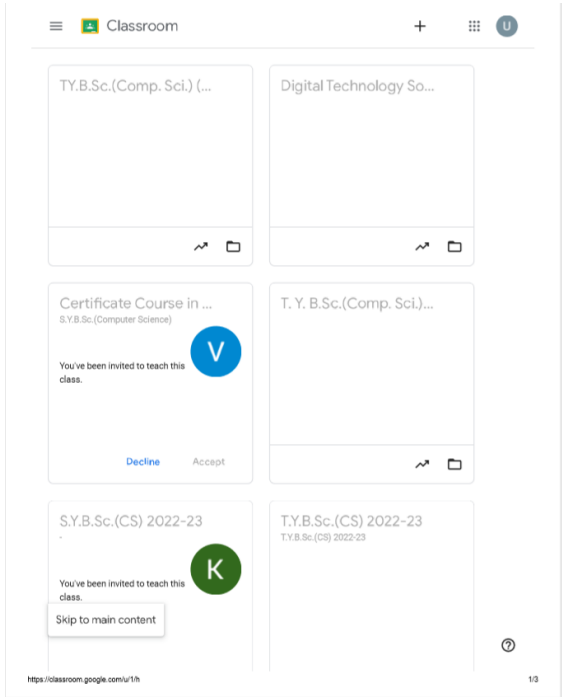 Classroom
U
TY.B.Sc.(Comp. Sci.) (...
Digital Technology So...
Certificate Course in ...
S.Y.B.Sc.(Computer Science)
V
You've been invited to teach this
class.
Decline
Accept
T. Y. B.Sc.(Comp. Sci.)...
S.Y.B.Sc.(CS) 2022-23
-
K
You've been invited to teach this
class.
Skip to main content
T.Y.B.Sc.(CS) 2022-23
T.Y.B.Sc.(CS) 2022-23
https://classroom.google.com/u/1/h
1/3